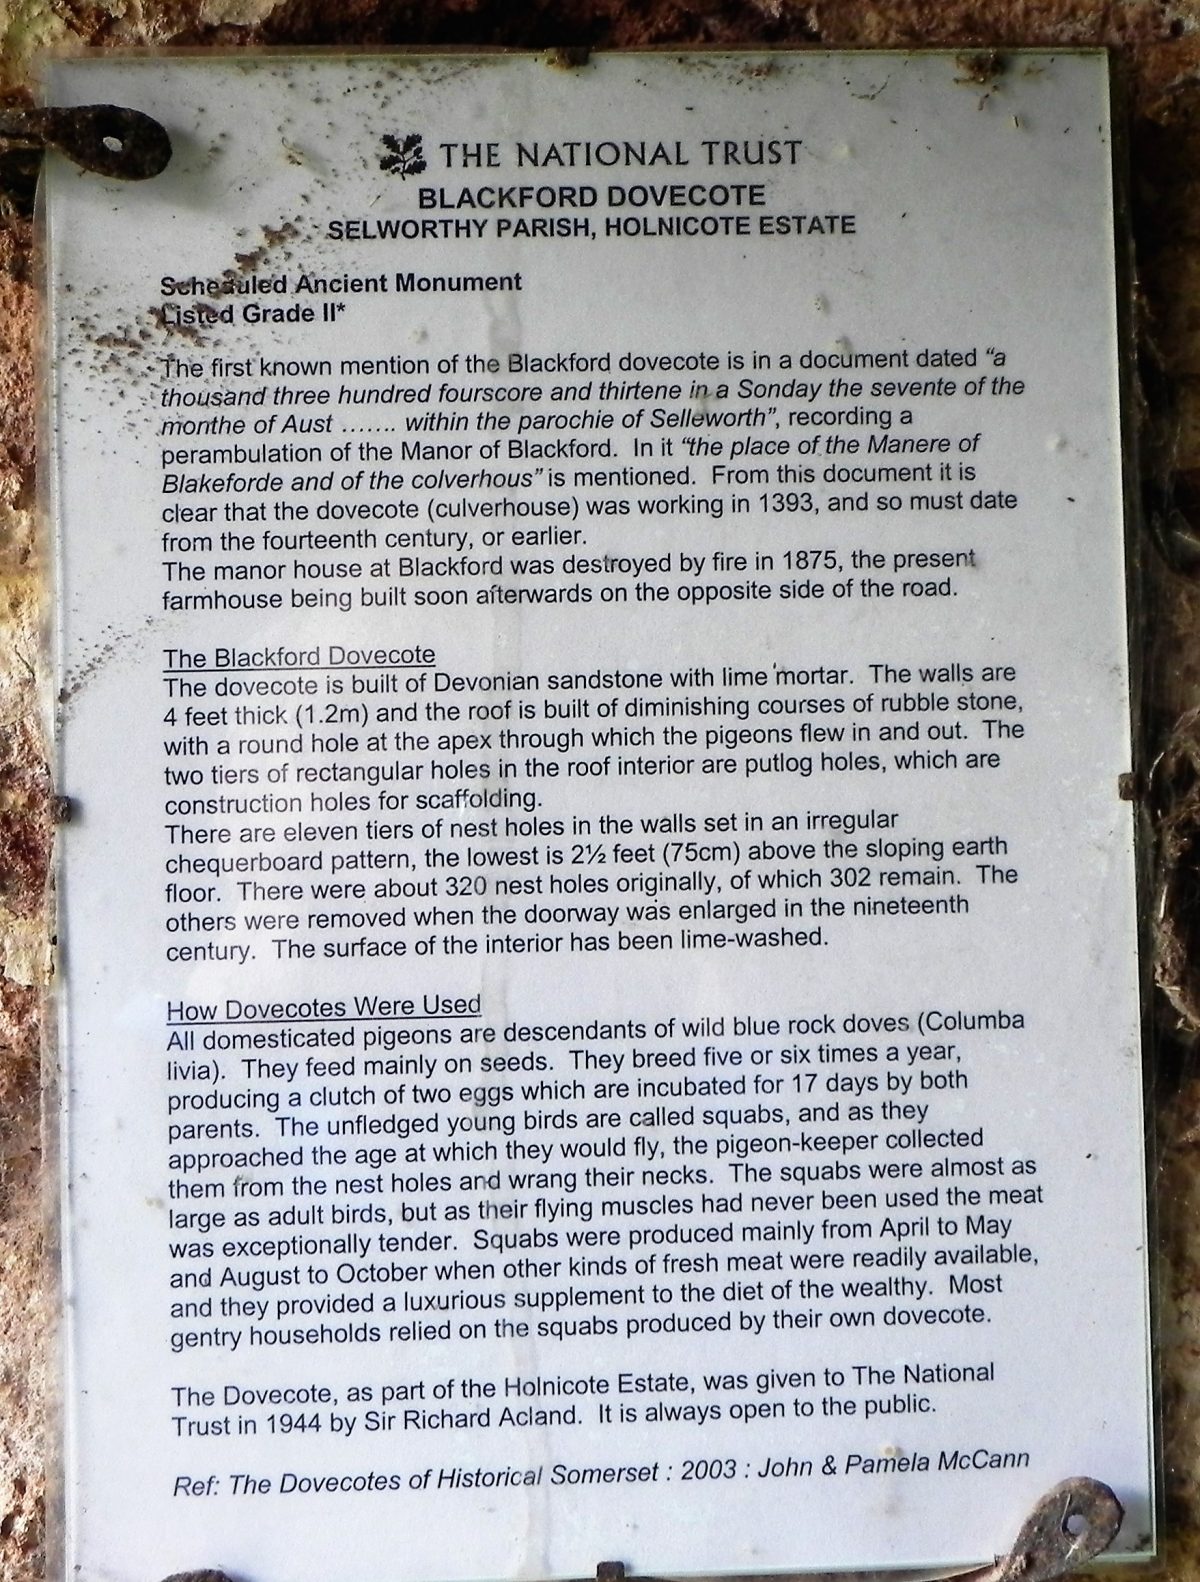 THE NATIONAL TRUST
BLACKFORD DOVECOTE
SELWORTHY PARISH, HOLNICOTE ESTATE
Scheduled Ancient Monument
Listed Grade II*
The first known mention of the Blackford dovecote is in a document dated “a
thousand three hundred fourscore and thirtene in a Sonday the sevente of the
monthe of Aust ……. within the parochie of Selleworth”, recording a
perambulation of the Manor of Blackford. In it “the place of the Manere of
Blakeforde and of the colverhous” is mentioned. From this document it is
clear that the dovecote (culverhouse) was working in 1393, and so must date
from the fourteenth century, or earlier.
The manor house at Blackford was destroyed by fire in 1875, the present
farmhouse being built soon afterwards on the opposite side of the road.
The Blackford Dovecote
The dovecote is built of Devonian sandstone with lime mortar. The walls are
4 feet thick (1.2m) and the roof is built of diminishing courses of rubble stone,
with a round hole at the apex through which the pigeons flew in and out. The
two tiers of rectangular holes in the roof interior are putlog holes, which are
construction holes for scaffolding.
There are eleven tiers of nest holes in the walls set in an irregular
chequerboard pattern, the lowest is 2½ feet (75cm) above the sloping earth
floor. There were about 320 nest holes originally, of which 302 remain. The
others were removed when the doorway was enlarged in the nineteenth
century. The surface of the interior has been lime-washed.
How Dovecotes Were Used
All domesticated pigeons are descendants of wild blue rock doves (Columba
livia). They feed mainly on seeds. They breed five or six times a year,
producing a clutch of two eggs which are incubated for 17 days by both
parents. The unfledged young birds are called squabs, and as they
approached the age at which they would fly, the pigeon-keeper collected
them from the nest holes and wrang their necks. The squabs were almost as
large as adult birds, but as their flying muscles had never been used the meat
was exceptionally tender. Squabs were produced mainly from April to May
and August to October when other kinds of fresh meat were readily available,
and they provided a luxurious supplement to the diet of the wealthy. Most
gentry households relied on the squabs produced by their own dovecote.
The Dovecote, as part of the Holnicote Estate, was given to The National
Trust in 1944 by Sir Richard Acland. It is always open to the public.
Ref: The Dovecotes of Historical Somerset : 2003 : John & Pamela McCann